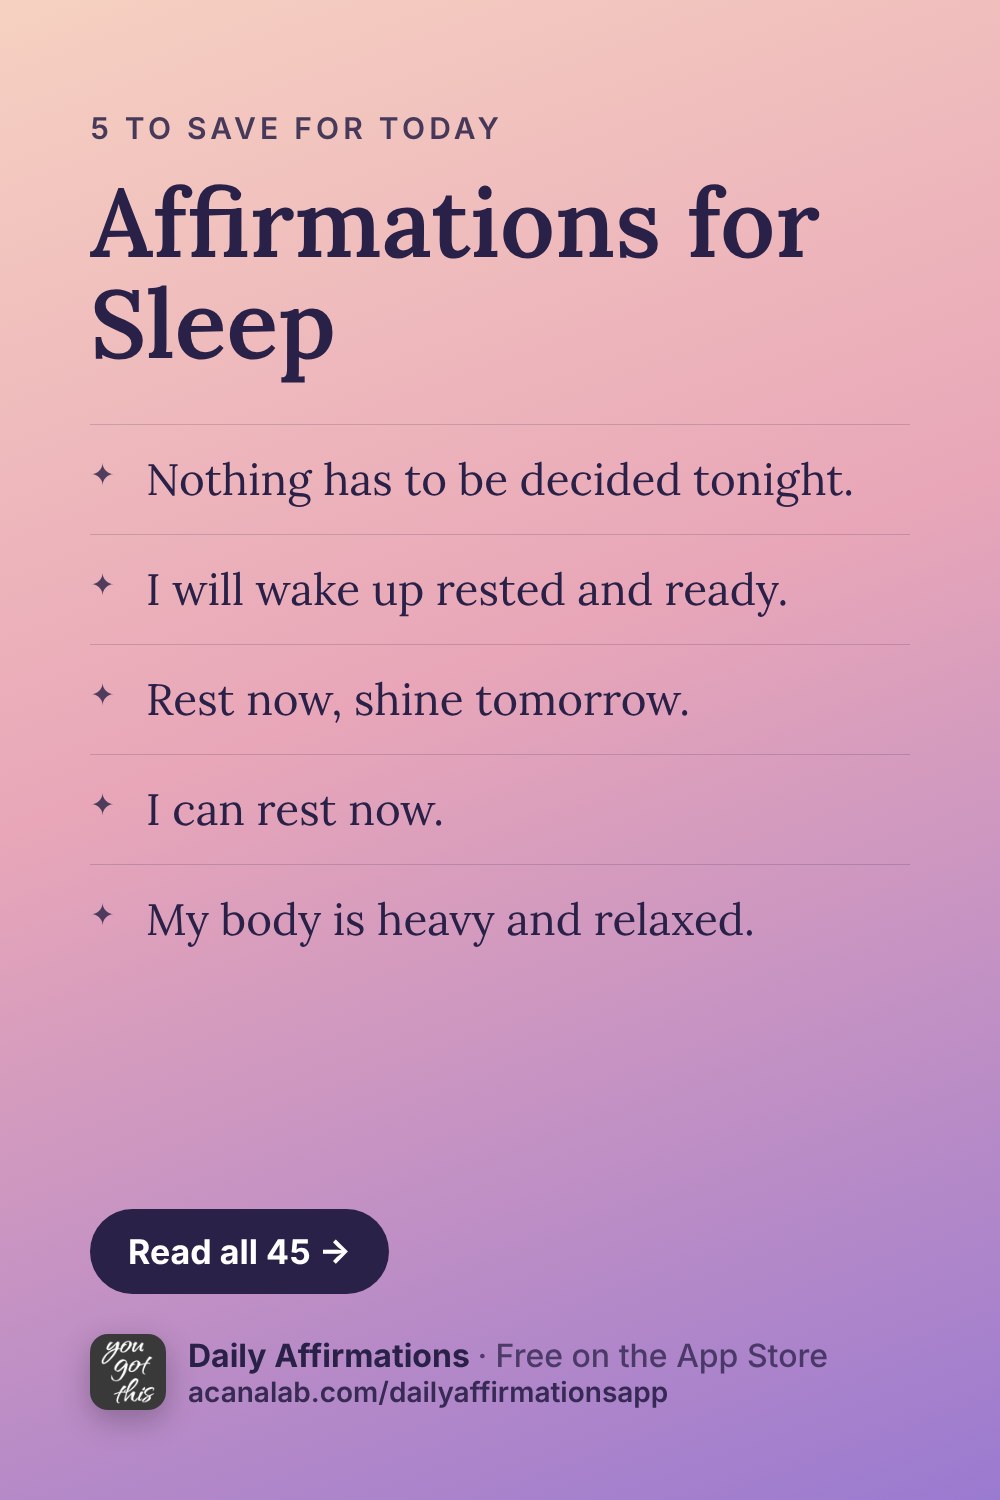 5 TO SAVE FOR TODAY
Affirmations for
Sleep
✦ Nothing has to be decided tonight.
✦ I will wake up rested and ready.
✦ Rest now, shine tomorrow.
✦ I can rest now.
✦ My body is heavy and relaxed.
Read all 45 →
you
got
this
Daily Affirmations · Free on the App Store
acanalab.com/dailyaffirmationsapp